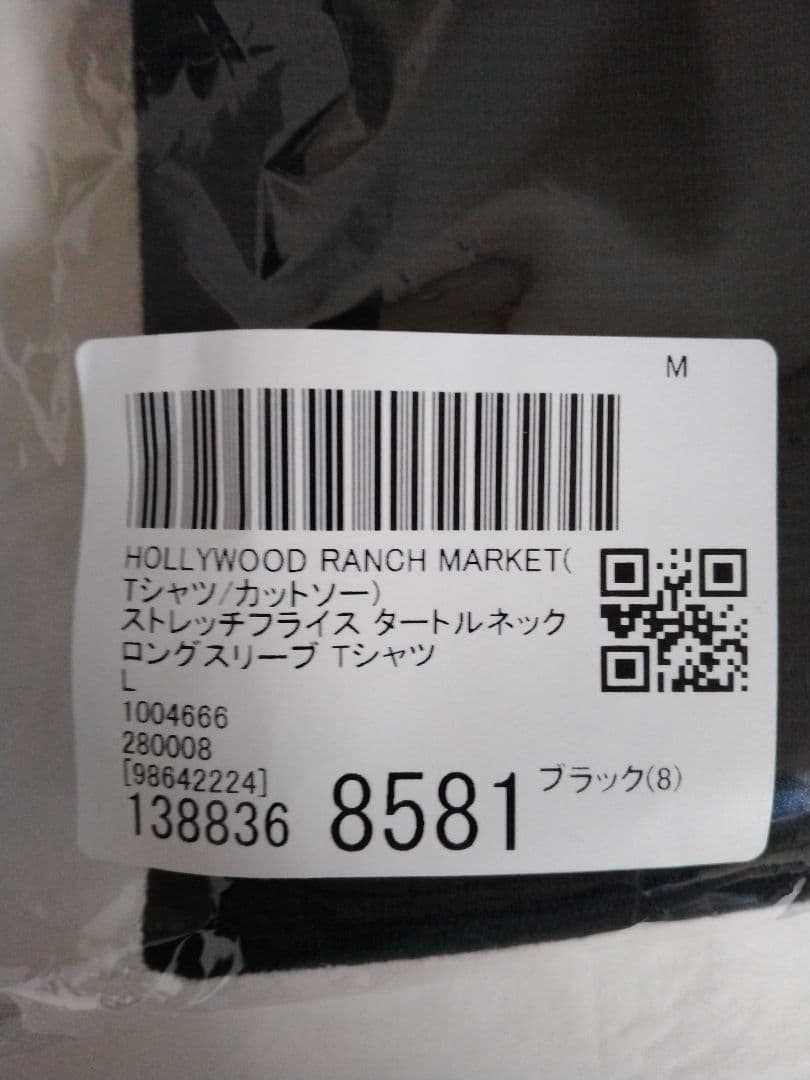 M
HOLLYWOOD RANCH MARKET(
Tシャツ/カットソー)
ストレッチフライス タートルネック
ロングスリーブ Tシャツ
L
1004666
280008
[98642224]
138836 8581 ブラック(8)